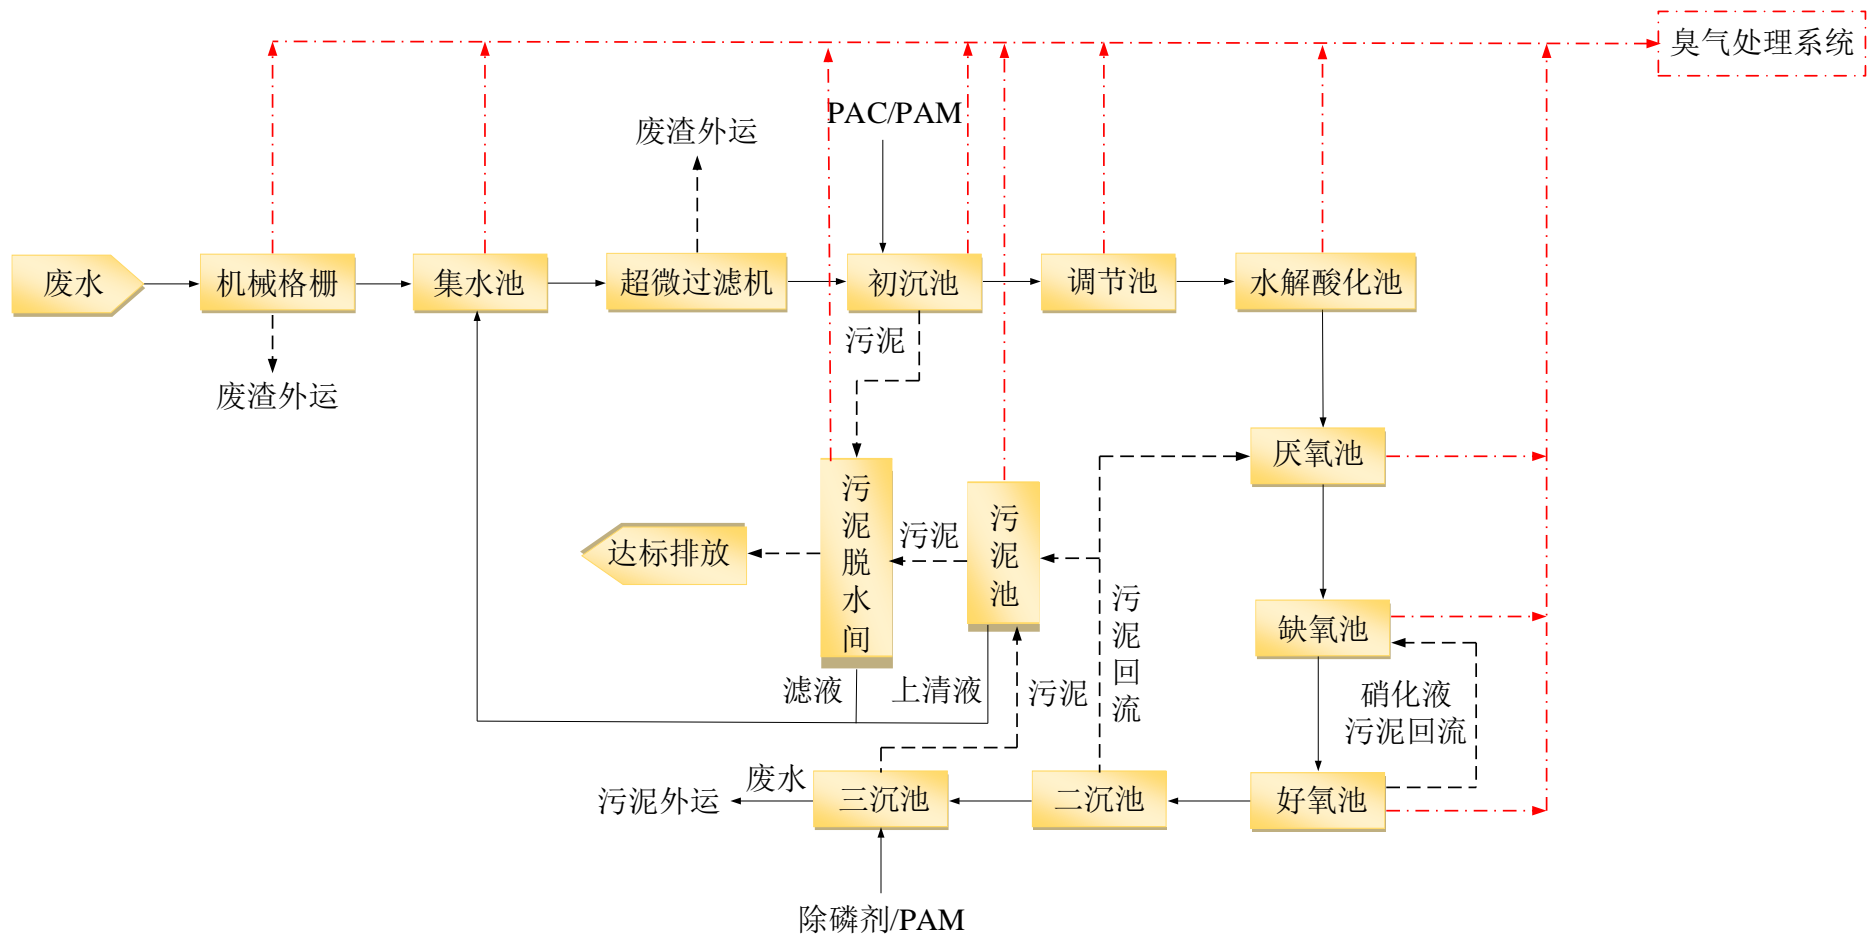 臭气处理系统
PAC/PAM
废渣外运
废水
机械格栅
集水池
超微过滤机
初沉池
调节池
水解酸化池
污泥
废渣外运
厌氧池
污泥脱水间
污泥
污泥池
达标排放
污泥回流
缺氧池
滤液
上清液
污泥
硝化液
污泥回流
废水
污泥外运
三沉池
二沉池
好氧池
除磷剂/PAM